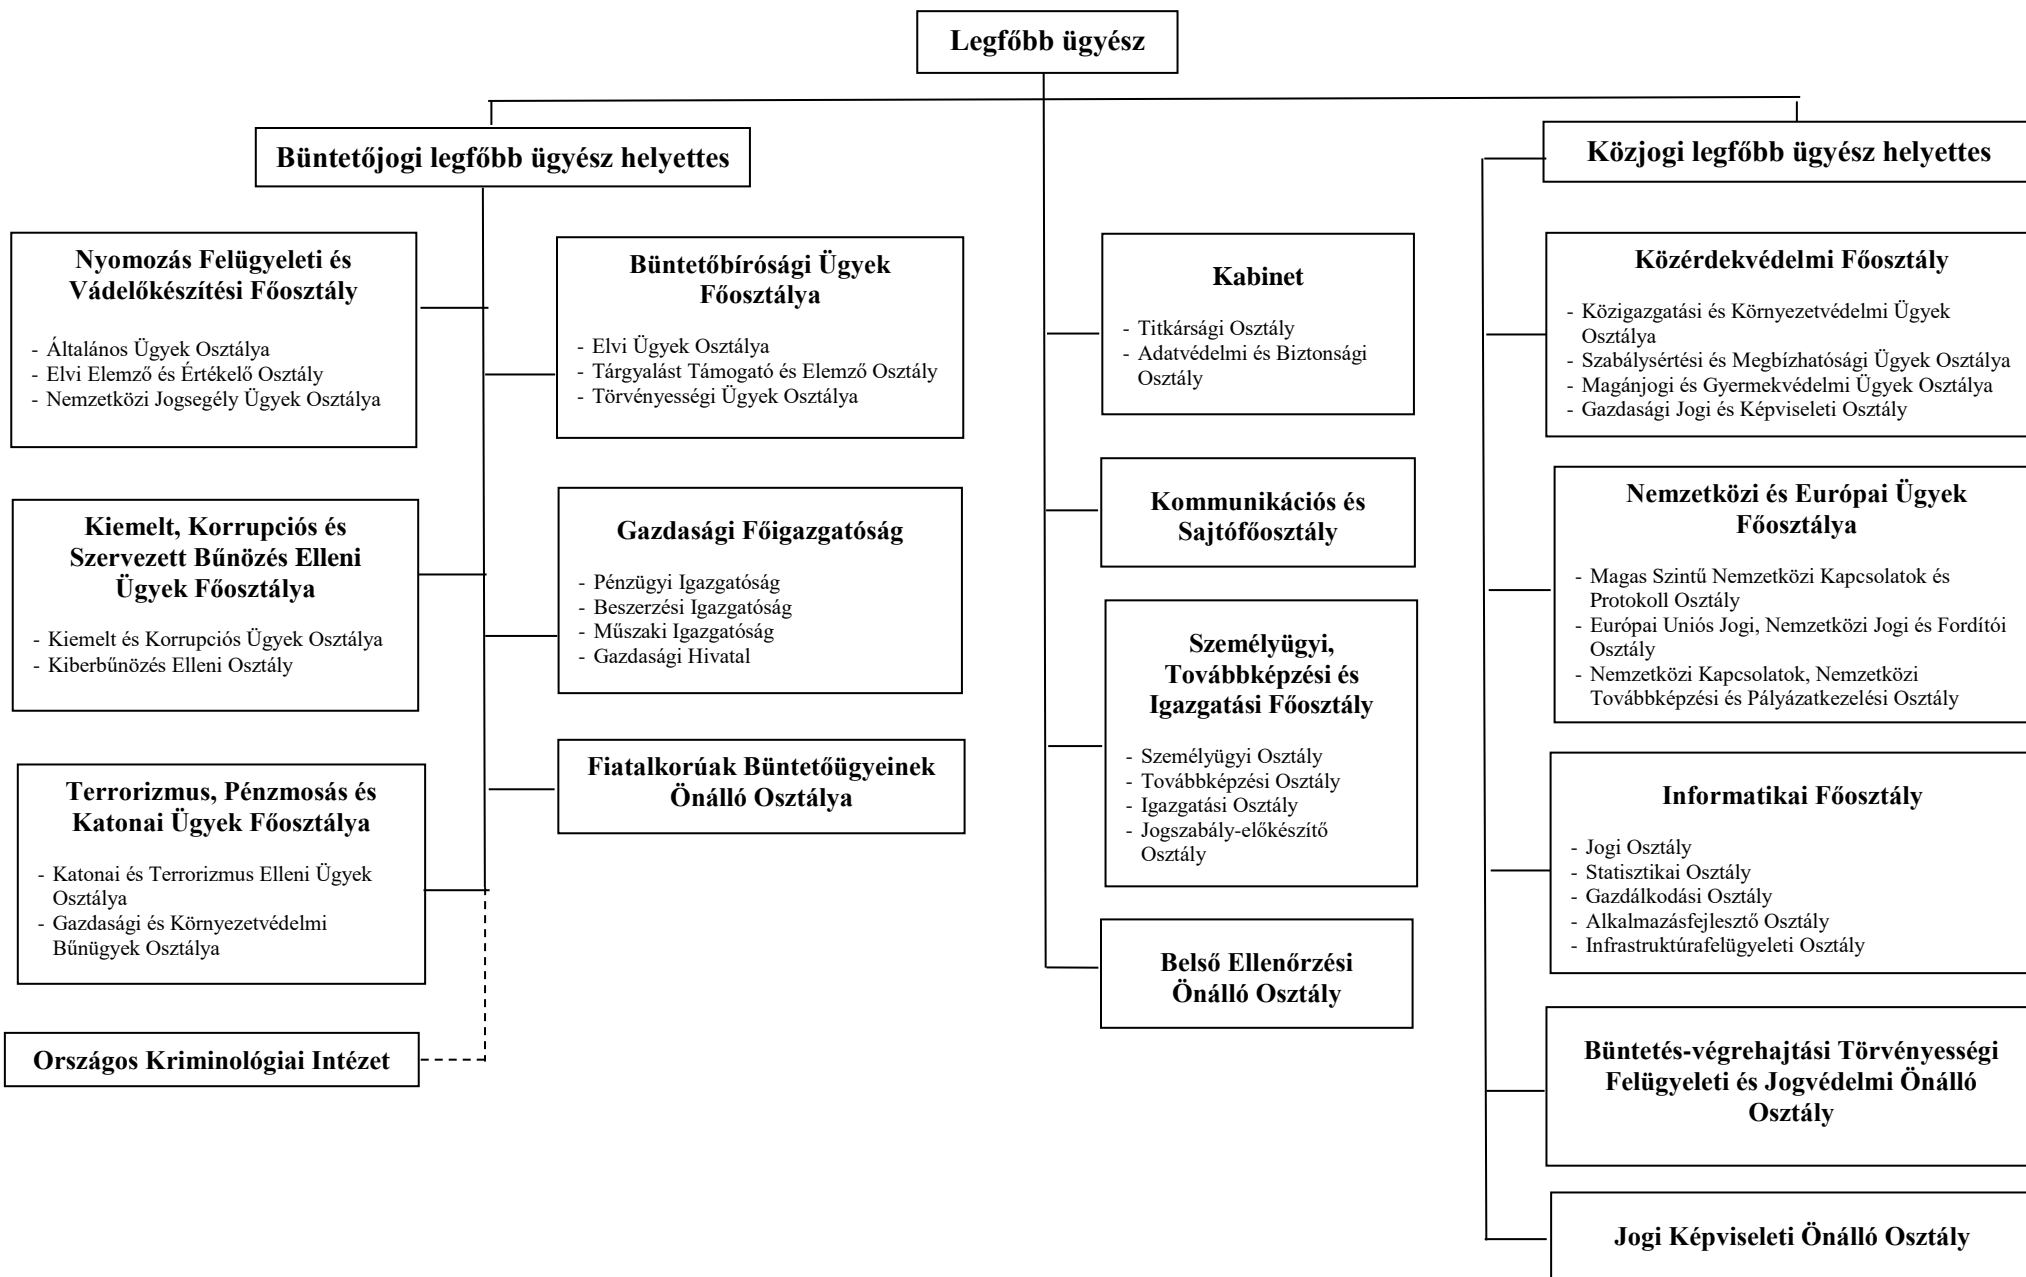 Legfőbb ügyész
Büntetőjogi legfőbb ügyész helyettes
Közjogi legfőbb ügyész helyettes
Nyomozás Felügyeleti és
Vádelőkészítési Főosztály
- Általános Ügyek Osztálya
- Elvi Elemző és Értékelő Osztály
- Nemzetközi Jogsegély Ügyek Osztálya
Kiemelt, Korrupciós és
Szervezett Bűnözés Elleni
Ügyek Főosztálya
- Kiemelt és Korrupciós Ügyek Osztálya
- Kiberbűnözés Elleni Osztály
Terrorizmus, Pénzmosás és
Katonai Ügyek Főosztálya
- Katonai és Terrorizmus Elleni Ügyek
Osztálya
- Gazdasági és Környezetvédelmi
Bűnügyek Osztálya
Országos Kriminológiai Intézet
Büntetőbírósági Ügyek
Főosztálya
- Elvi Ügyek Osztálya
- Tárgyalást Támogató és Elemző Osztály
- Törvényességi Ügyek Osztálya
Gazdasági Főigazgatóság
- Pénzügyi Igazgatóság
- Beszerzési Igazgatóság
- Műszaki Igazgatóság
- Gazdasági Hivatal
Fiatalkorúak Büntetőügyeinek
Önálló Osztálya
Kabinet
- Titkársági Osztály
- Adatvédelmi és Biztonsági
Osztály
Kommunikációs és
Sajtófőosztály
Személyügyi,
Továbbképzési és
Igazgatási Főosztály
- Személyügyi Osztály
- Továbbképzési Osztály
- Igazgatási Osztály
- Jogszabály-előkészítő
Osztály
Belső Ellenőrzési
Önálló Osztály
Közérdekvédelmi Főosztály
- Közigazgatási és Környezetvédelmi Ügyek
Osztálya
- Szabálysértési és Megbízhatósági Ügyek Osztálya
- Magánjogi és Gyermekvédelmi Ügyek Osztálya
- Gazdasági Jogi és Képviseleti Osztály
Nemzetközi és Európai Ügyek
Főosztálya
- Magas Szintű Nemzetközi Kapcsolatok és
Protokoll Osztály
- Európai Uniós Jogi, Nemzetközi Jogi és Fordítói
Osztály
- Nemzetközi Kapcsolatok, Nemzetközi
Továbbképzési és Pályázatkezelési Osztály
Informatikai Főosztály
- Jogi Osztály
- Statisztikai Osztály
- Gazdálkodási Osztály
- Alkalmazásfejlesztő Osztály
- Infrastruktúrafelügyeleti Osztály
Büntetés-végrehajtási Törvényességi
Felügyeleti és Jogvédelmi Önálló
Osztály
Jogi Képviseleti Önálló Osztály